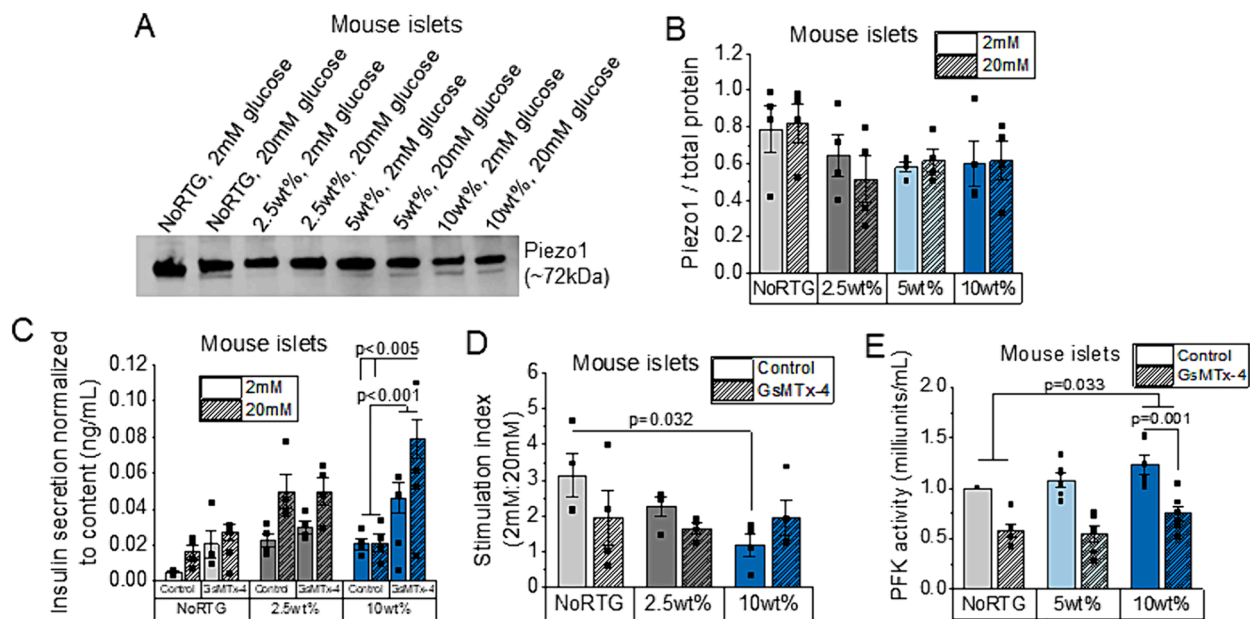 A
Mouse islets
NoRTG, 2mM glucose
NoRTG, 20mM glucose
2.5wt%, 2mM glucose
2.5wt%, 20mM glucose
5wt%, 2mM glucose
5wt%, 20mM glucose
10wt%, 2mM glucose
10wt%, 20mM glucose
Piezo1
(~72kDa)
B
Mouse islets
2mM
20mM
Piezo1 / total protein
1.4
1.2
1.0
0.8
0.6
0.4
0.2
0.0
NoRTG 2.5wt% 5wt% 10wt%
C
Mouse islets
2mM
20mM
p<0.005
p<0.001
Insulin secretion normalized
to content (ng/mL)
0.12
0.10
0.08
0.06
0.04
0.02
0.00
Control GsMTx-4 Control GsMTx-4 Control GsMTx-4
NoRTG 2.5wt% 10wt%
D
Mouse islets
Control
GsMTx-4
p=0.032
Stimulation index
(2mM:20mM)
6
5
4
3
2
1
0
NoRTG 2.5wt% 10wt%
E
Mouse islets
Control
GsMTx-4
p=0.033
p=0.001
PFK activity (milliunits/mL)
2.0
1.5
1.0
0.5
0.0
NoRTG 5wt% 10wt%